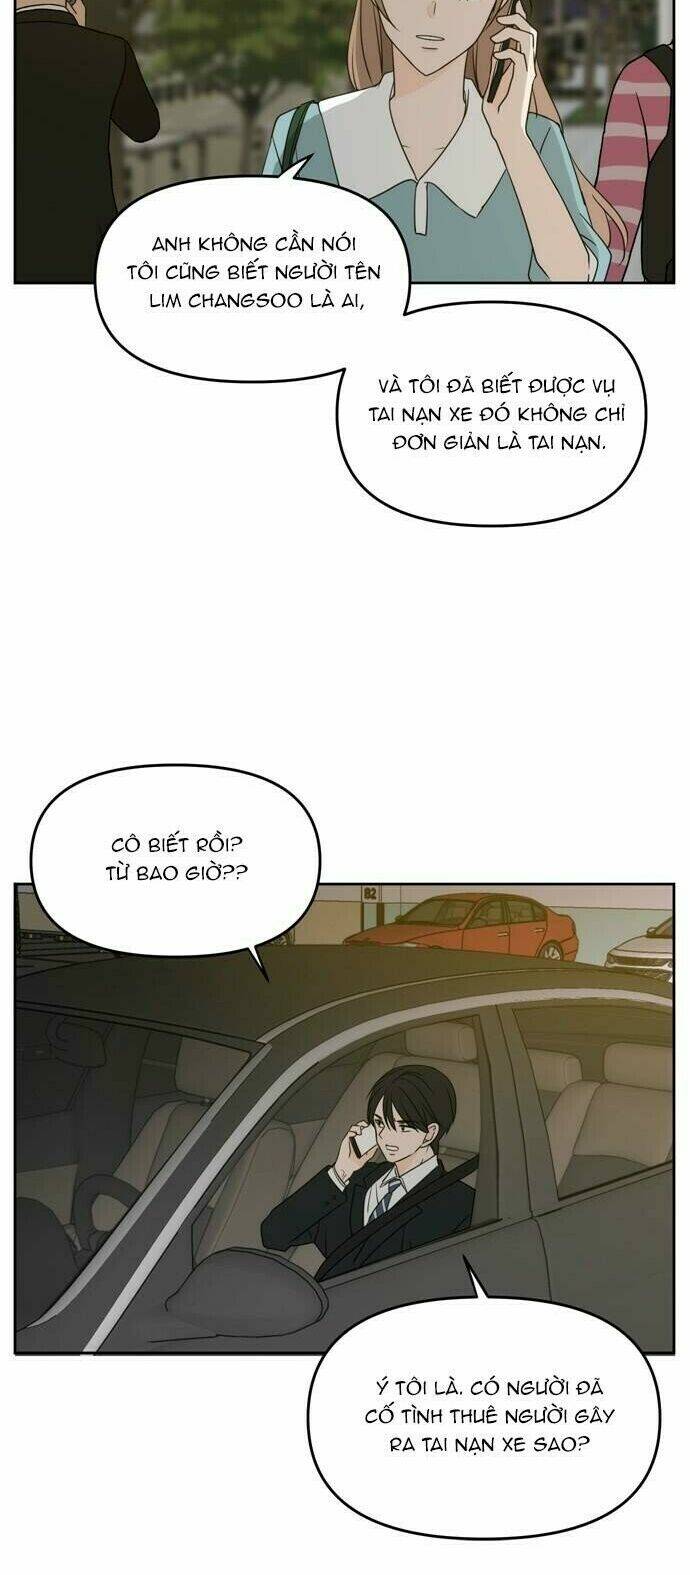 ANH KHÔNG CẦN NÓI
TÔI CŨNG BIẾT NGƯỜI TÊN
LIM CHANGSOO LÀ AI,
VÀ TÔI ĐÃ BIẾT ĐƯỢC VỤ
TAI NẠN XE ĐÓ KHÔNG CHỈ
ĐƠN GIẢN LÀ TAI NẠN.
CÔ BIẾT RỒI?
TỪ BAO GIỜ??
B2
Ý TÔI LÀ. CÓ NGƯỜI ĐÃ
CỐ TÌNH THUÊ NGƯỜI GÂY
RA TAI NẠN XE SAO?